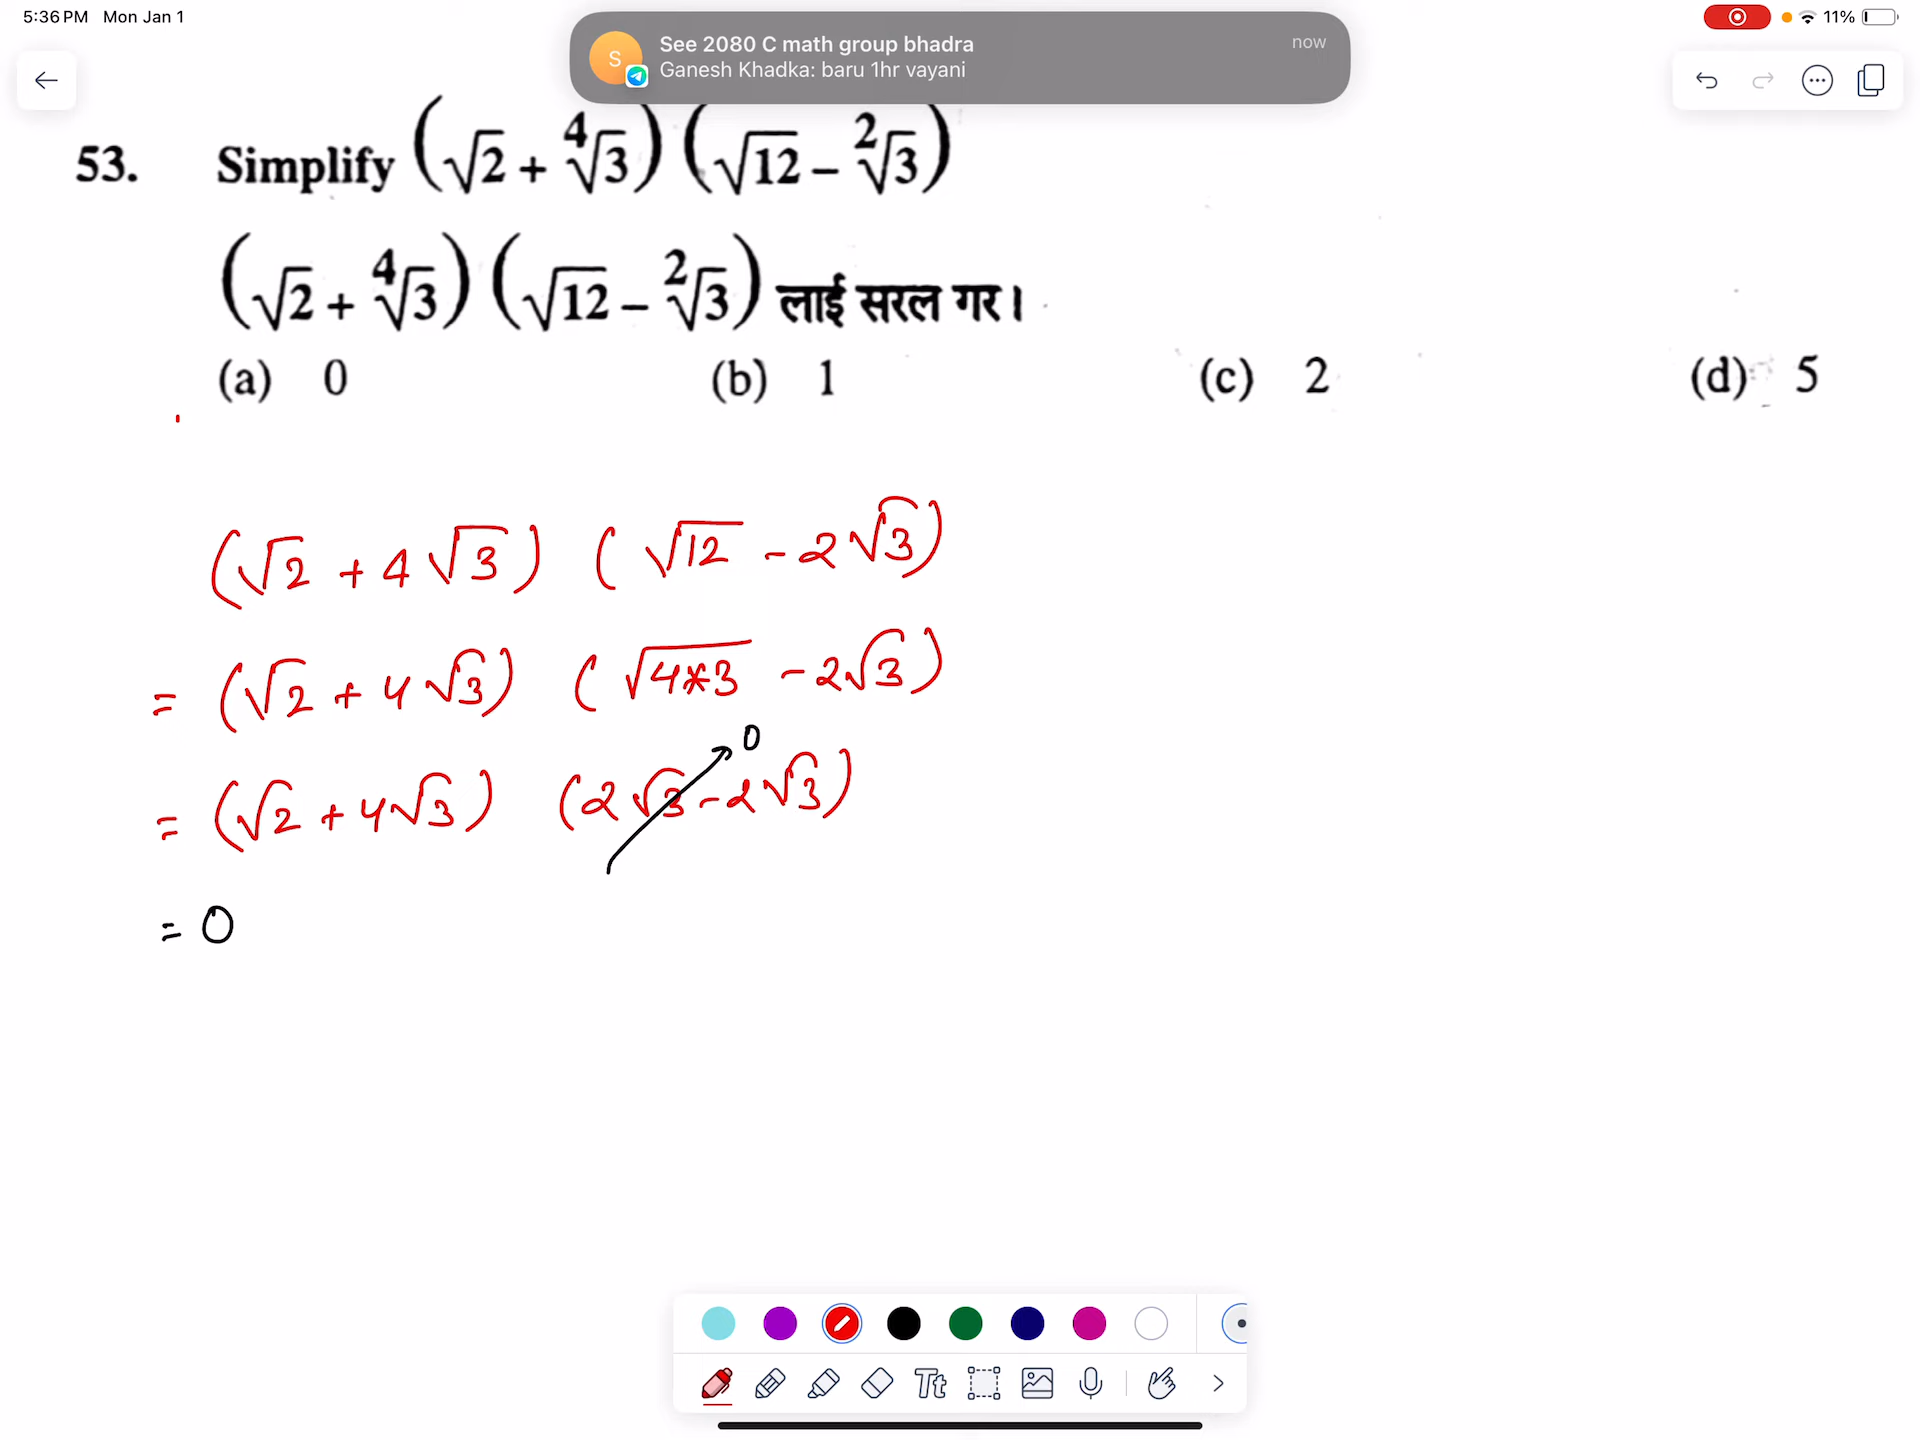 5:36 PM Mon Jan 1
11%
See 2080 C math group bhadra
now
S
Ganesh Khadka: baru 1hr vayani
53. Simplify (√2 + ⁴√3) (√12 − ²√3)
(√2 + ⁴√3) (√12 − ²√3) लाई सरल गर।
(a) 0 (b) 1 (c) 2 (d) 5
(√2 + 4√3) (√12 - 2√3)
= (√2 + 4√3) (√4*3 - 2√3)
0
= (√2 + 4√3) (2√3 - 2√3)
= 0
Tt